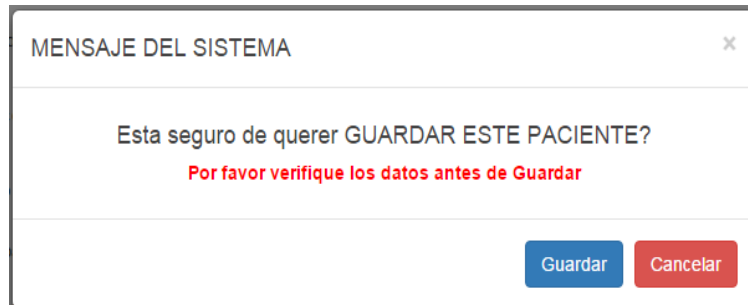 MENSAJE DEL SISTEMA ×
Esta seguro de querer GUARDAR ESTE PACIENTE?
Por favor verifique los datos antes de Guardar
Guardar Cancelar